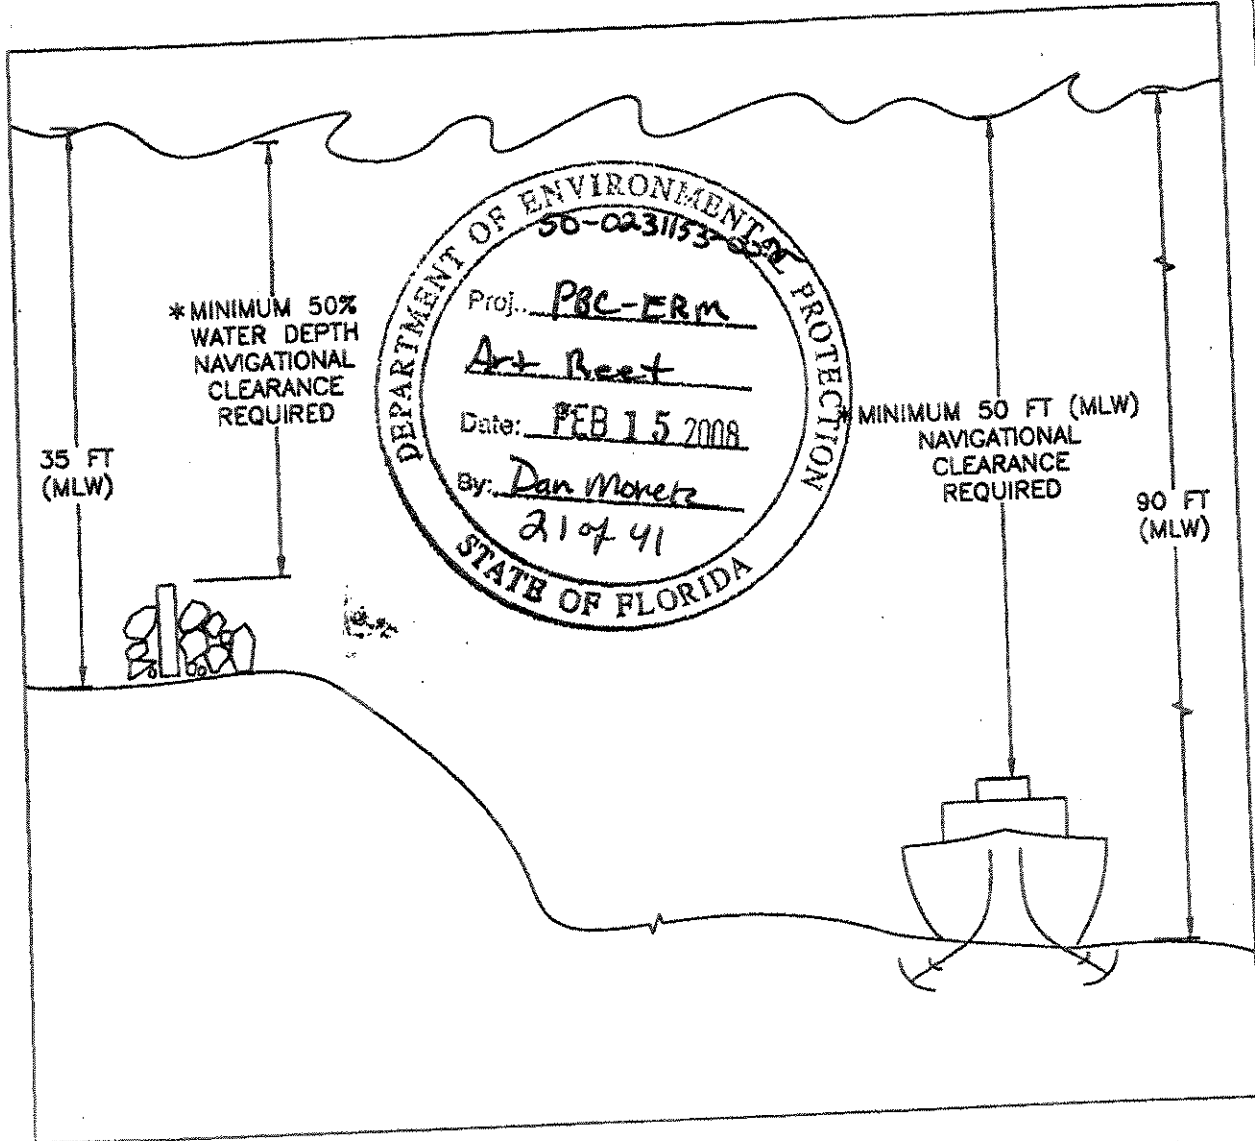 *MINIMUM 50%
WATER DEPTH
NAVIGATIONAL
CLEARANCE
REQUIRED
35 FT
(MLW)
DEPARTMENT OF ENVIRONMENTAL PROTECTION
STATE OF FLORIDA
Proj.. PBC-ERM
Art Reef
Date: FEB 15 2008
By: Dan
21 of 41
*MINIMUM 50 FT (MLW)
NAVIGATIONAL
CLEARANCE
REQUIRED
90 FT
(MLW)